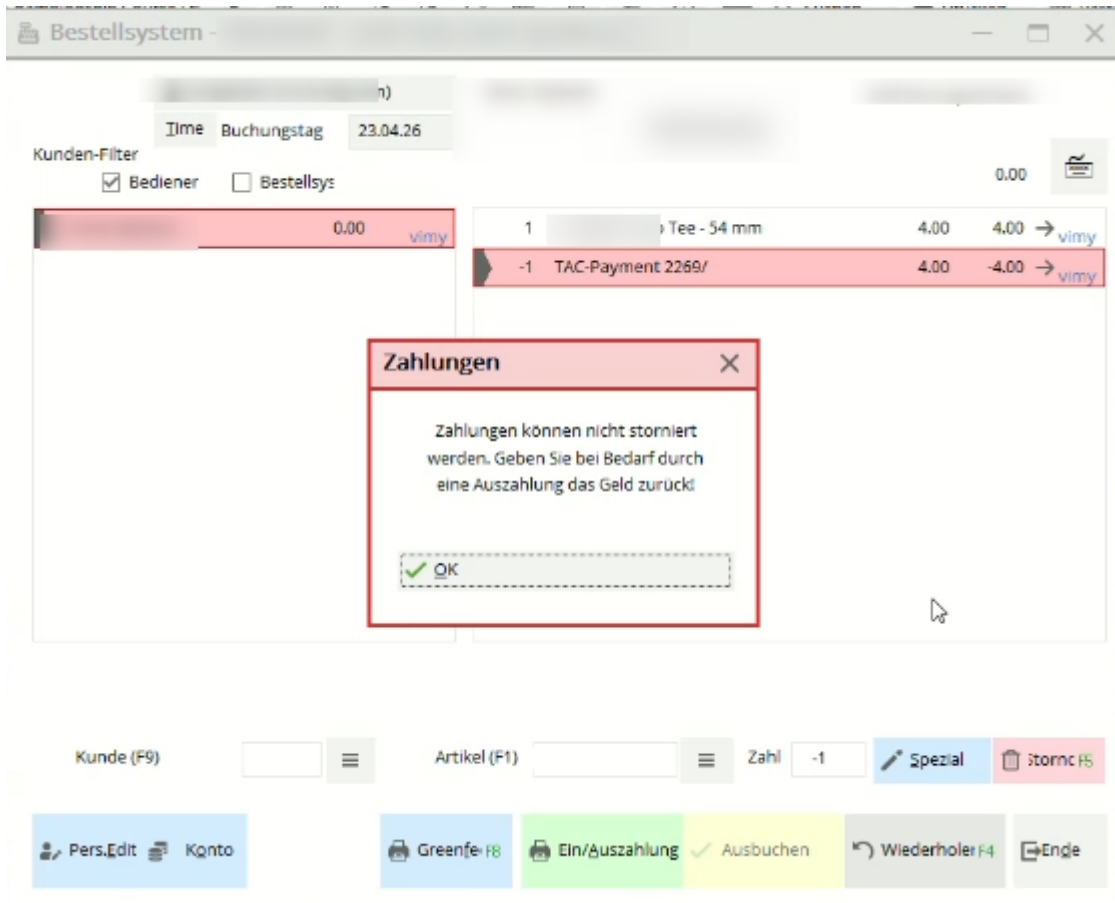 Bestellsystem -
Time Buchungstag 23.04.26
Kunden-Filter
Bediener Bestellsys
0.00
0.00 vimy
1 Tee - 54 mm 4.00 4.00 → vimy
-1 TAC-Payment 2269/ 4.00 -4.00 → vimy
Zahlungen
Zahlungen können nicht storniert
werden. Geben Sie bei Bedarf durch
eine Auszahlung das Geld zurück!
OK
Kunde (F9) Artikel (F1) Zahl -1 Spezial Storno F5
Pers.Edit Konto Greenfe F8 Ein/Auszahlung Ausbuchen Wiederholer F4 Ende